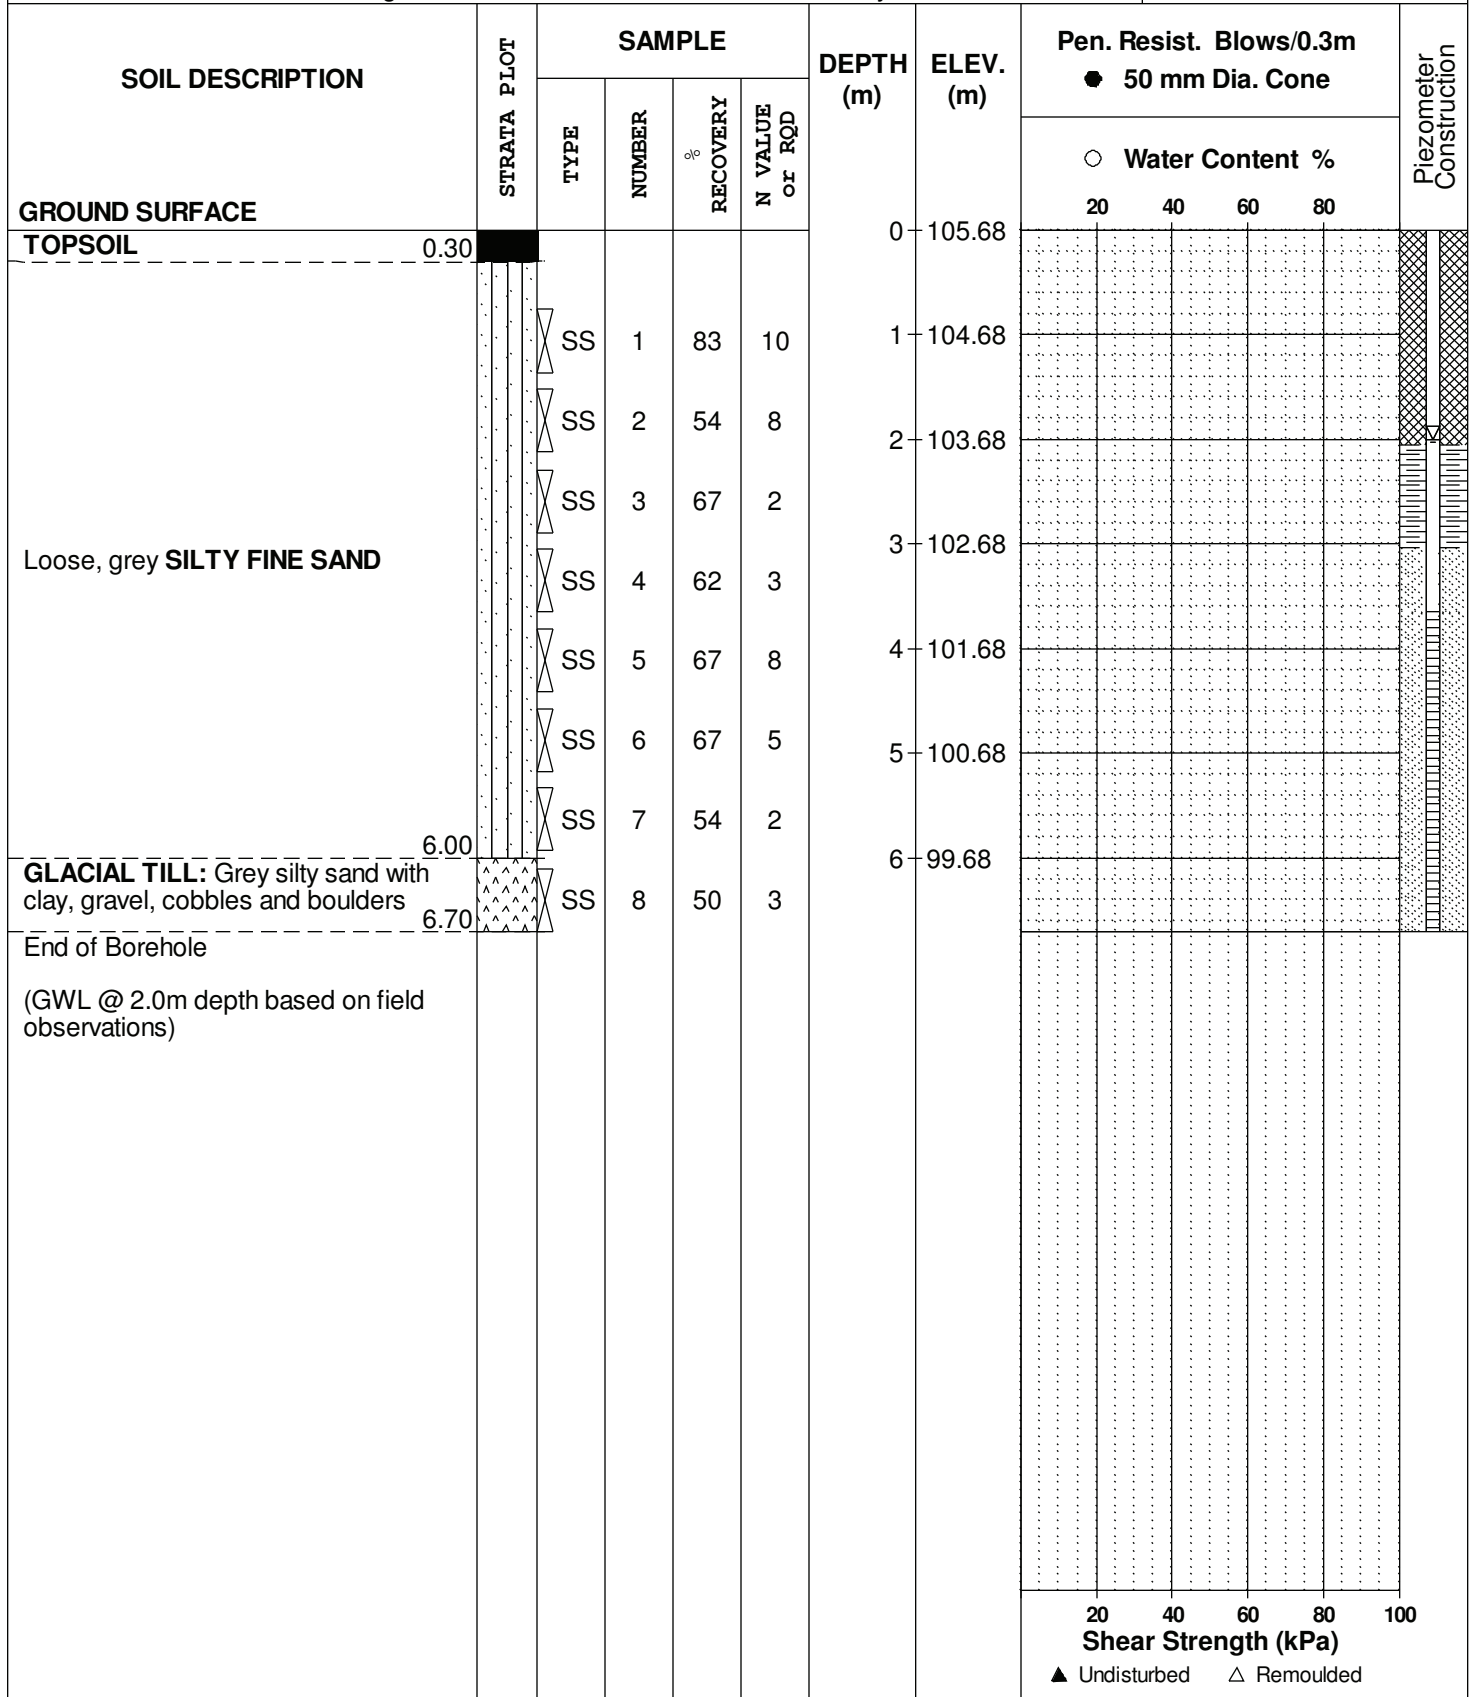 SOIL DESCRIPTION
GROUND SURFACE
STRATA PLOT
SAMPLE
TYPE
NUMBER
% RECOVERY
N VALUE or RQD
DEPTH (m)
ELEV. (m)
Pen. Resist. Blows/0.3m
● 50 mm Dia. Cone
○ Water Content %
20 40 60 80
Piezometer Construction
TOPSOIL 0.30
0 105.68
SS 1 83 10
1 104.68
SS 2 54 8
2 103.68
SS 3 67 2
3 102.68
Loose, grey SILTY FINE SAND
SS 4 62 3
4 101.68
SS 5 67 8
SS 6 67 5
5 100.68
SS 7 54 2
6.00
6 99.68
GLACIAL TILL: Grey silty sand with
clay, gravel, cobbles and boulders
6.70
SS 8 50 3
End of Borehole
(GWL @ 2.0m depth based on field
observations)
20 40 60 80 100
Shear Strength (kPa)
▲ Undisturbed △ Remoulded